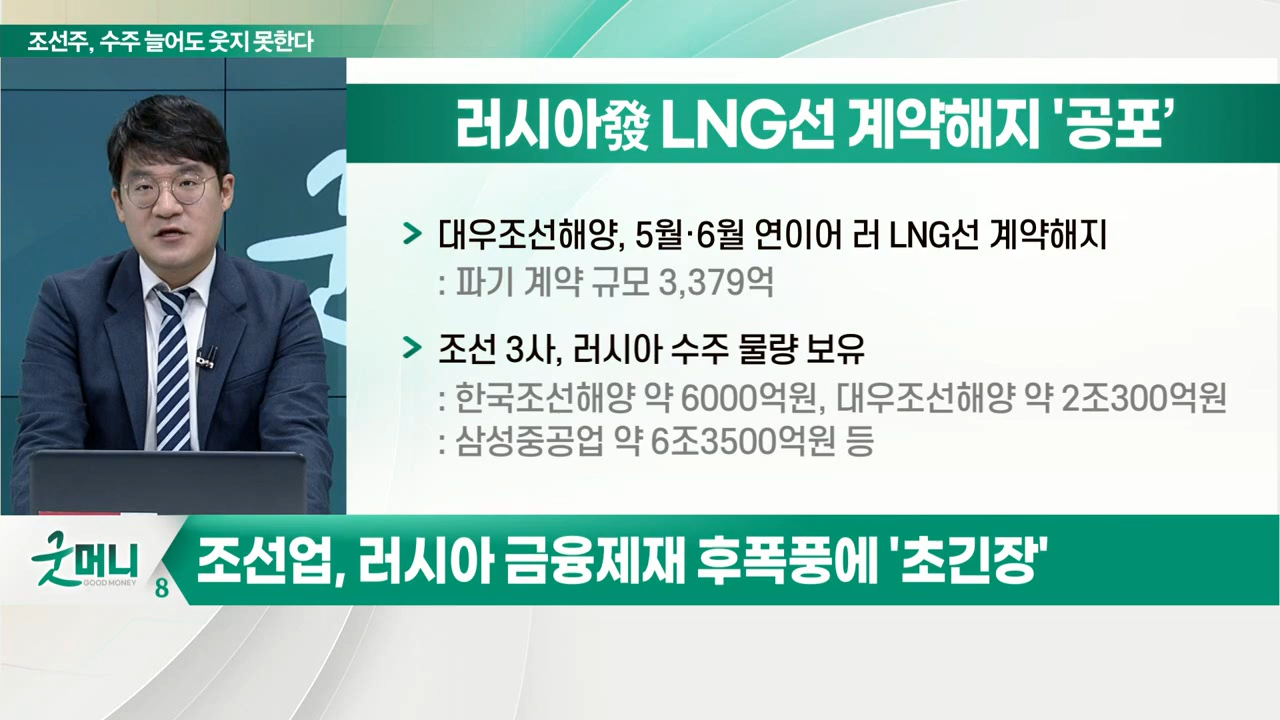 조선주, 수주 늘어도 웃지 못한다
러시아發 LNG선 계약해지 '공포’
> 대우조선해양, 5월·6월 연이어 러 LNG선 계약해지
: 파기 계약 규모 3,379억
> 조선 3사, 러시아 수주 물량 보유
: 한국조선해양 약 6000억원, 대우조선해양 약 2조300억원
: 삼성중공업 약 6조3500억원 등
굿머니
GOOD MONEY
8
조선업, 러시아 금융제재 후폭풍에 '초긴장'